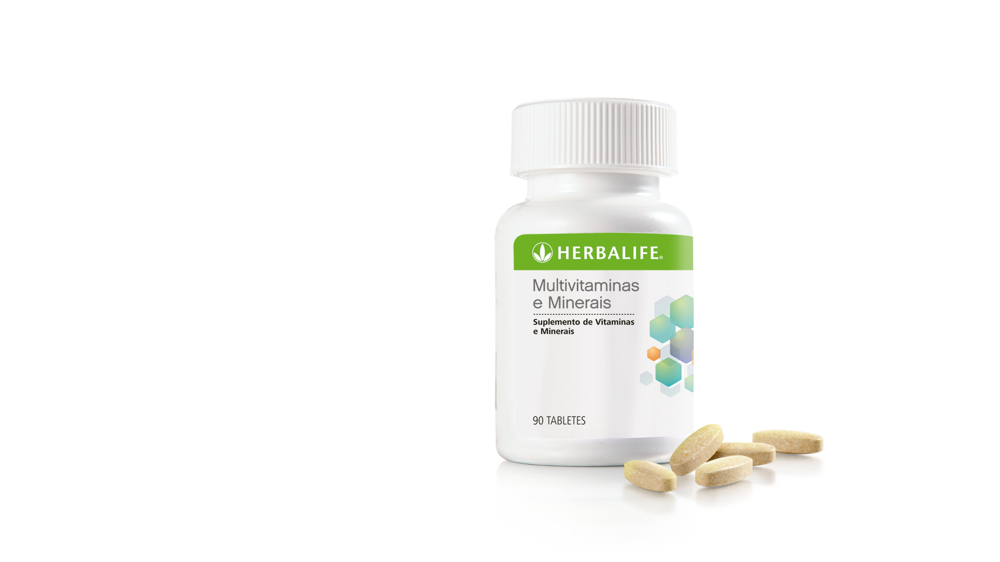 HERBALIFE®
Multivitaminas
e Minerais
Suplemento de Vitaminas
e Minerais
90 TABLETES